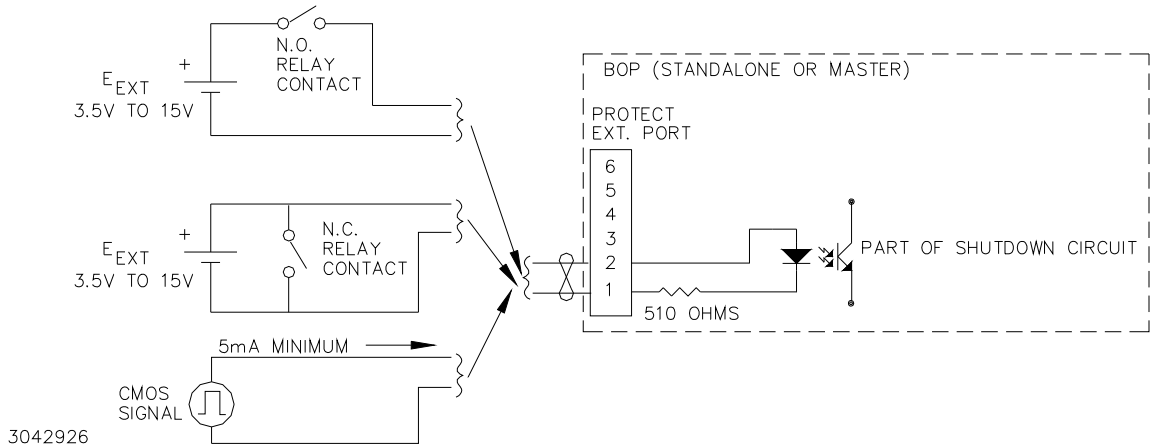 N.O.
RELAY
CONTACT
+
E EXT
3.5V TO 15V
BOP (STANDALONE OR MASTER)
PROTECT
EXT. PORT
6
5
4
3
2
1
510 OHMS
PART OF SHUTDOWN CIRCUIT
N.C.
RELAY
CONTACT
+
E EXT
3.5V TO 15V
5mA MINIMUM
CMOS
SIGNAL
3042926